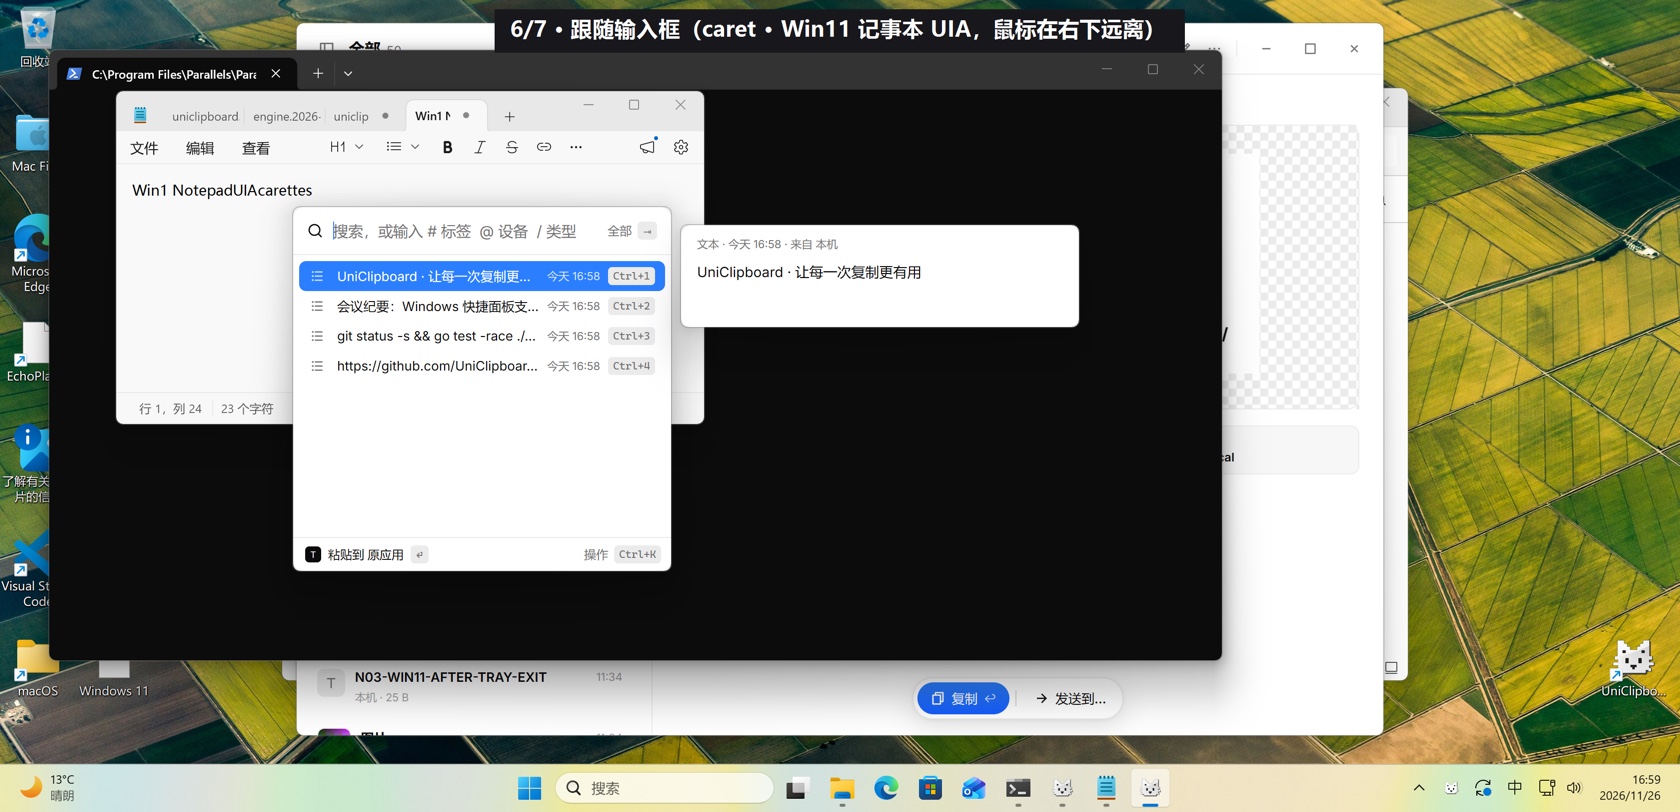 6/7 • 跟随输入框（caret • Win11 记事本 UIA，鼠标在右下远离）
全部 50
C:\Program Files\Parallels\Para
uniclipboard
engine.2026-
uniclip
Win1
文件
编辑
查看
H1
B
Win1 NotepadUIAcarettes
搜索，或输入 # 标签 @ 设备 / 类型
全部
UniClipboard · 让每一次复制更... 今天 16:58 Ctrl+1
会议纪要：Windows 快捷面板支... 今天 16:58 Ctrl+2
git status -s && go test -race ./... 今天 16:58 Ctrl+3
https://github.com/UniClipboar... 今天 16:58 Ctrl+4
粘贴到 原应用
操作 Ctrl+K
行 1，列 24
23 个字符
文本 · 今天 16:58 · 来自 本机
UniClipboard · 让每一次复制更有用
/
cal
T
N03-WIN11-AFTER-TRAY-EXIT
11:34
本机 · 25 B
复制
发送到...
回收站
Mac Fi
Micros
Edge
EchoPla
了解有关
片的信
Visual St
Code
macOS
Windows 11
UniClipbo...
13°C
晴朗
搜索
中
16:59
2026/11/26